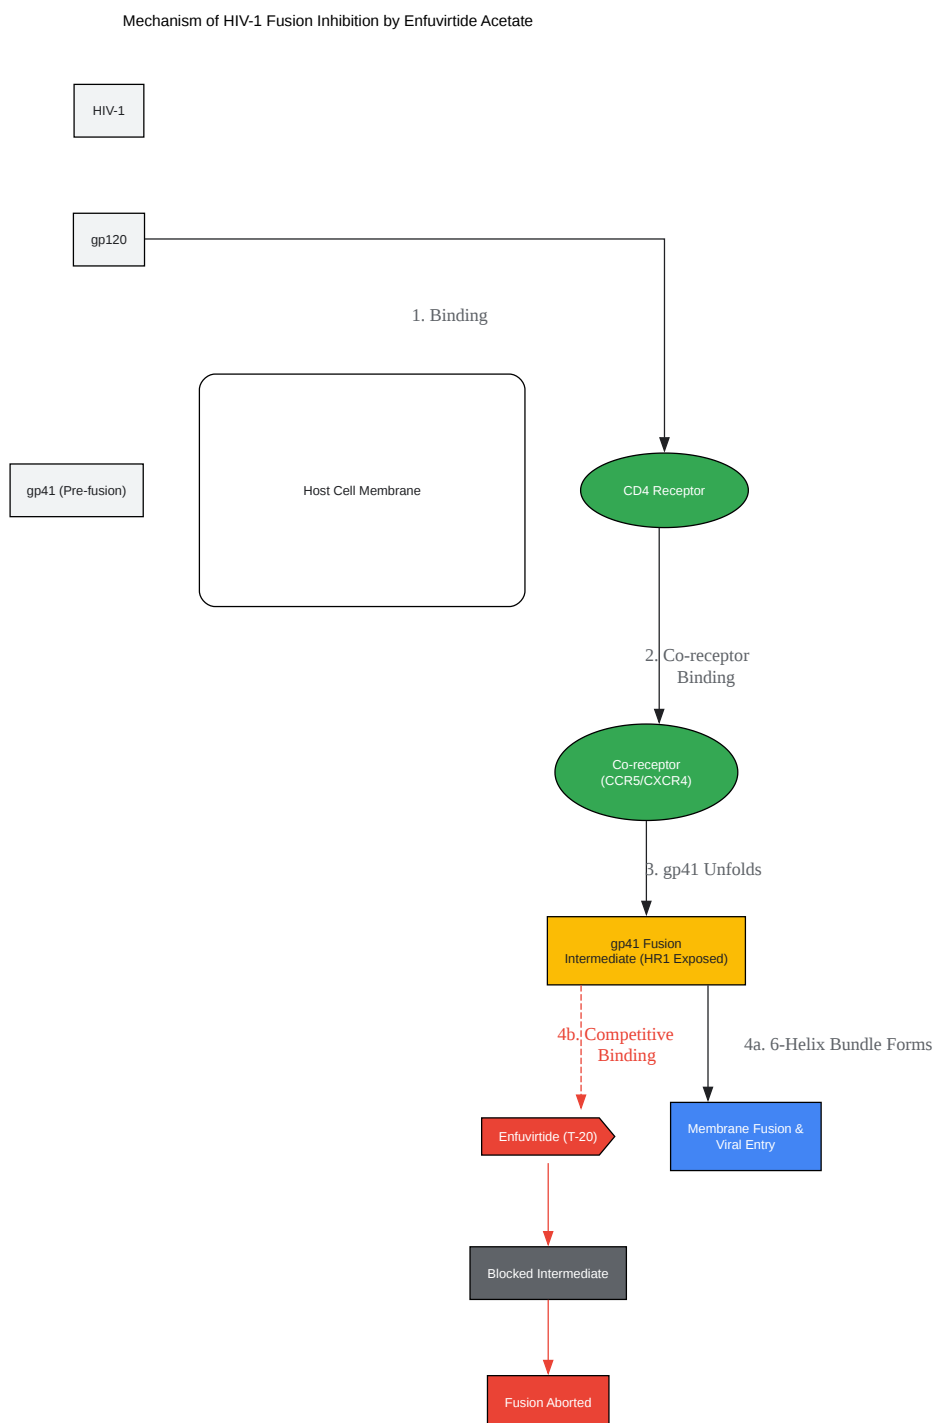 Mechanism of HIV-1 Fusion Inhibition by Enfuvirtide Acetate
HIV-1
gp120
1. Binding
gp41 (Pre-fusion)
Host Cell Membrane
CD4 Receptor
2. Co-receptor
Binding
Co-receptor
(CCR5/CXCR4)
3. gp41 Unfolds
gp41 Fusion
Intermediate (HR1 Exposed)
4b. Competitive
Binding
4a. 6-Helix Bundle Forms
Enfuvirtide (T-20)
Membrane Fusion &
Viral Entry
Blocked Intermediate
Fusion Aborted